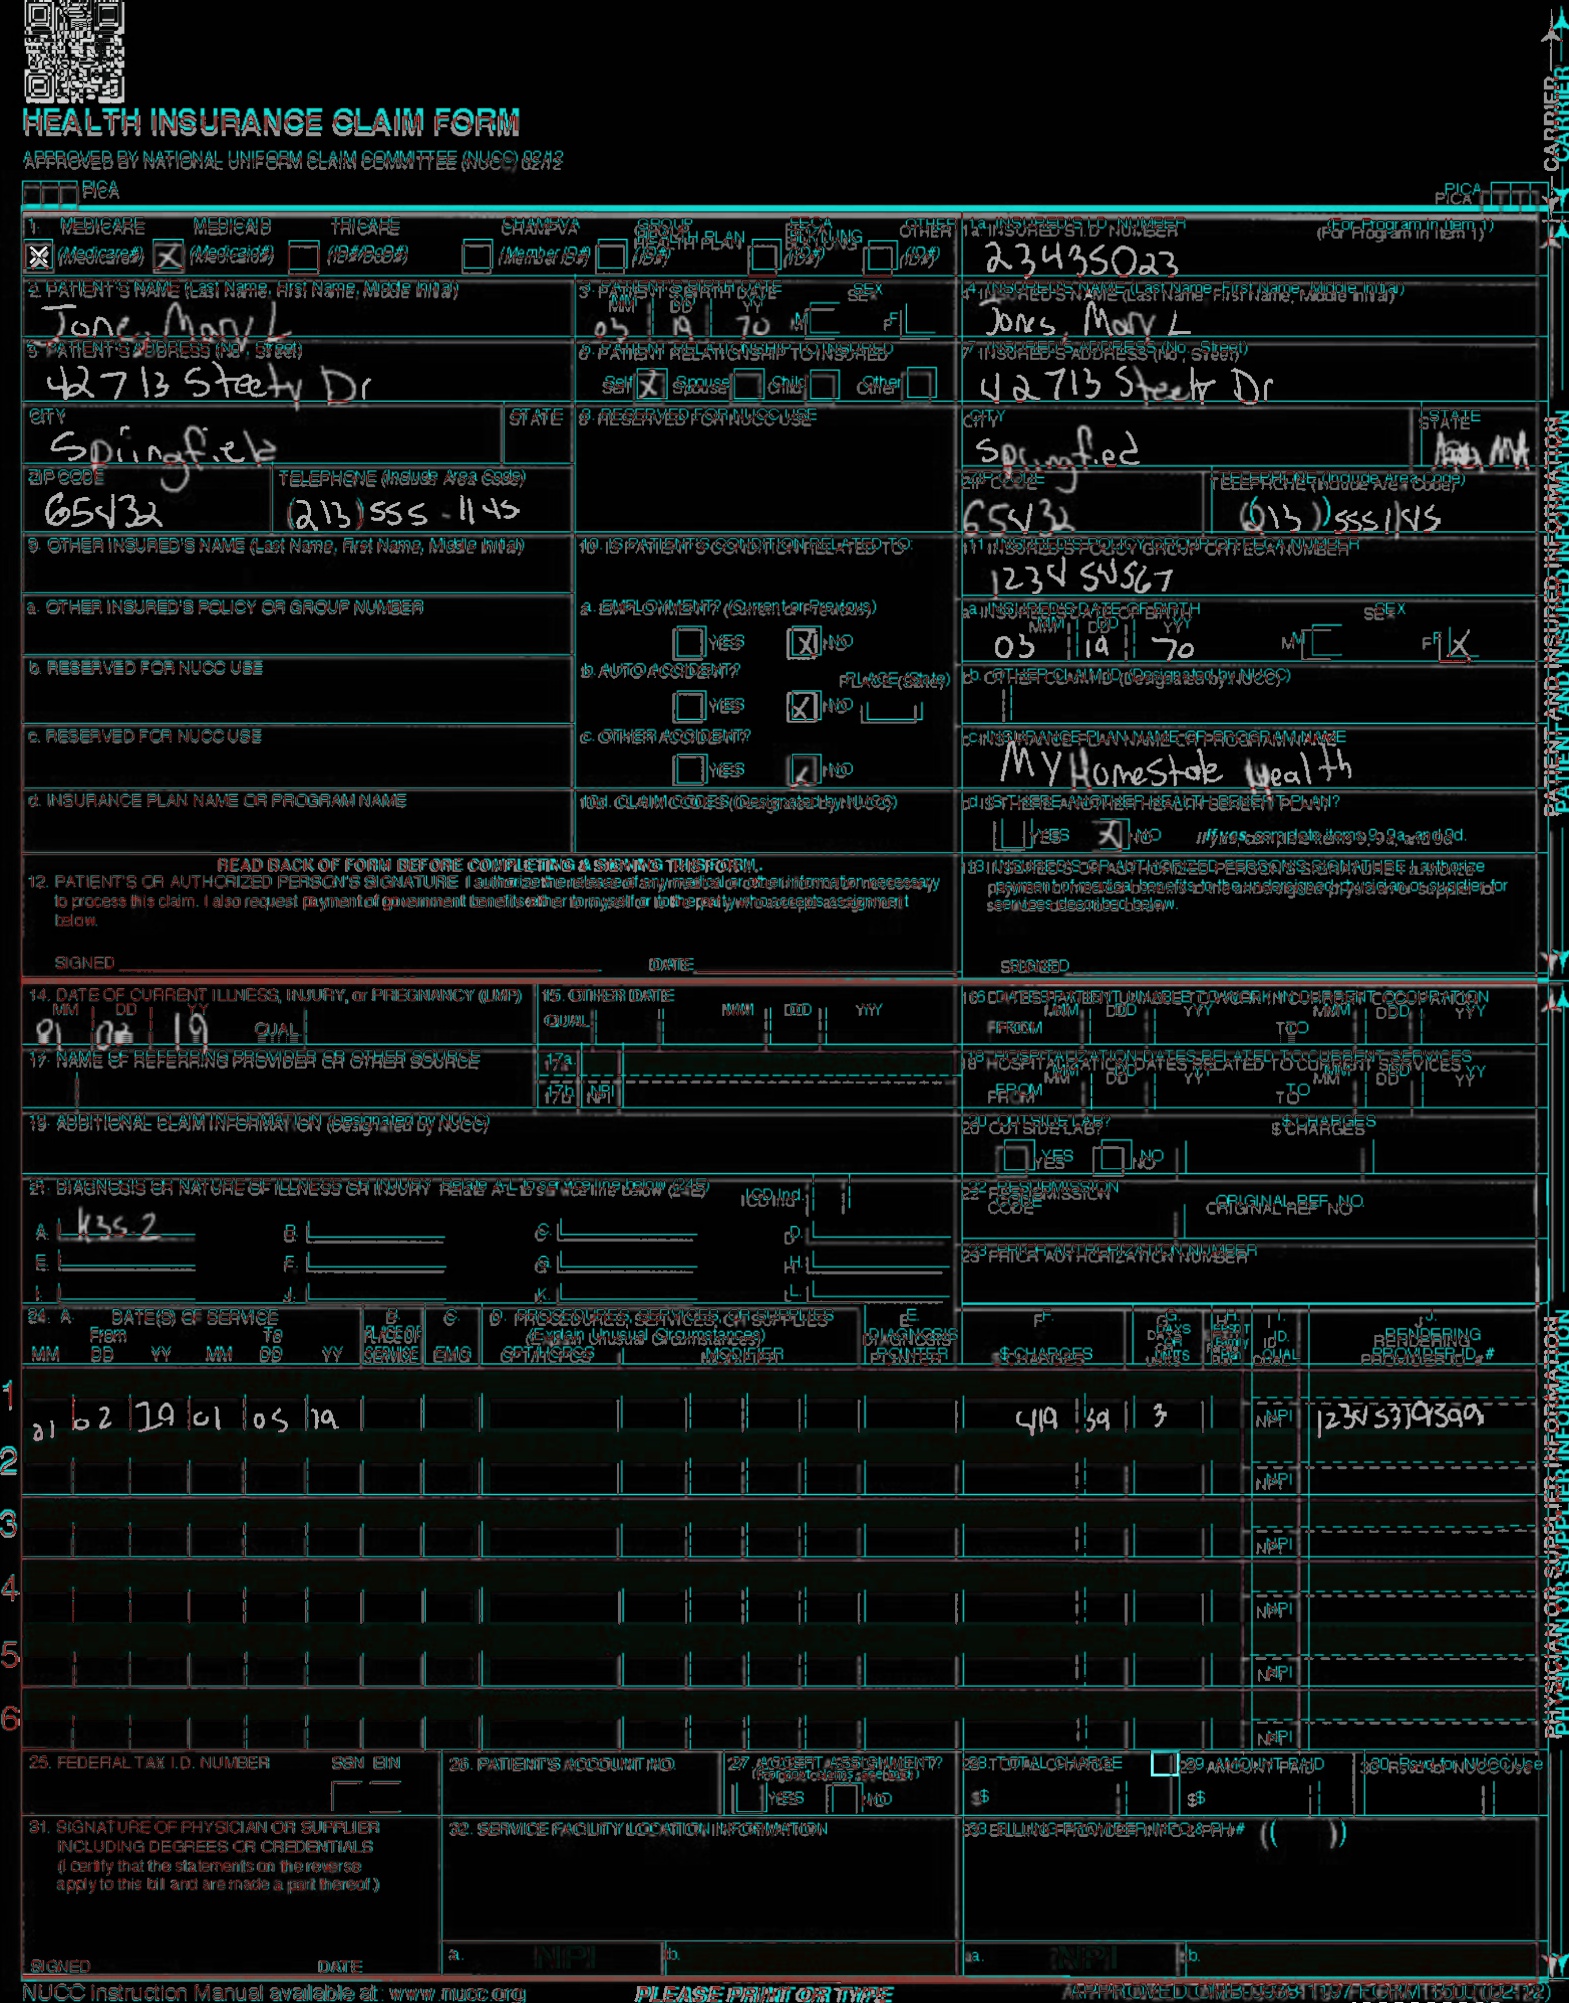 HEALTH INSURANCE CLAIM FORM
APPROVED BY NATIONAL UNIFORM CLAIM COMMITTEE (NUCC) 02/12
PICA
PICA
CARRIER
1. MEDICARE MEDICAID TRICARE CHAMPVA GROUP HEALTH PLAN FECA BLK LUNG OTHER
(Medicare#) (Medicaid#) (ID#/DoD#) (Member ID#) (ID#) (ID#) (ID#)
1a. INSURED'S I.D. NUMBER (For Program in Item 1)
23435023
2. PATIENT'S NAME (Last Name, First Name, Middle Initial)
Jone, Mary L
3. PATIENT'S BIRTH DATE SEX
MM DD YY
03 19 70 M F
4. INSURED'S NAME (Last Name, First Name, Middle Initial)
Jones, Mary L
5. PATIENT'S ADDRESS (No., Street)
42713 Steety Dr
6. PATIENT RELATIONSHIP TO INSURED
Self X Spouse Child Other
7. INSURED'S ADDRESS (No., Street)
42713 Dr
CITY STATE
Springfield
8. RESERVED FOR NUCC USE
CITY STATE
Springfied MA
ZIP CODE TELEPHONE (Include Area Code)
65432 (213) 555-1145
ZIP CODE TELEPHONE (Include Area Code)
65432 (213) 5551145
9. OTHER INSURED'S NAME (Last Name, First Name, Middle Initial)
10. IS PATIENT'S CONDITION RELATED TO:
11. INSURED'S POLICY GROUP OR FECA NUMBER
123454567
a. OTHER INSURED'S POLICY OR GROUP NUMBER
a. EMPLOYMENT? (Current or Previous)
YES X NO
a. INSURED'S DATE OF BIRTH SEX
MM DD YY
03 19 70 M F X
b. RESERVED FOR NUCC USE
b. AUTO ACCIDENT? PLACE (State)
YES X NO
b. OTHER CLAIM ID (Designated by NUCC)
c. RESERVED FOR NUCC USE
c. OTHER ACCIDENT?
YES NO
c. INSURANCE PLAN NAME OR PROGRAM NAME
My HomeState Health
d. INSURANCE PLAN NAME OR PROGRAM NAME
10d. CLAIM CODES (Designated by NUCC)
d. IS THERE ANOTHER HEALTH BENEFIT PLAN?
YES X NO If yes, complete items 9, 9a, and 9d.
READ BACK OF FORM BEFORE COMPLETING & SIGNING THIS FORM.
12. PATIENT'S OR AUTHORIZED PERSON'S SIGNATURE I authorize the release of any medical or other information necessary
to process this claim. I also request payment of government benefits either to myself or to the party who accepts assignment
below.
SIGNED DATE
13. INSURED'S OR AUTHORIZED PERSON'S SIGNATURE I authorize
payment of medical benefits to the undersigned physician or supplier for
services described below.
SIGNED
PATIENT AND INSURED INFORMATION
14. DATE OF CURRENT ILLNESS, INJURY, or PREGNANCY (LMP)
MM DD YY
01 02 19 QUAL.
15. OTHER DATE
QUAL. MM DD YY
16. DATES PATIENT UNABLE TO WORK IN CURRENT OCCUPATION
MM DD YY MM DD YY
FROM TO
17. NAME OF REFERRING PROVIDER OR OTHER SOURCE
17a.
17b. NPI
18. HOSPITALIZATION DATES RELATED TO CURRENT SERVICES
MM DD YY MM DD YY
FROM TO
19. ADDITIONAL CLAIM INFORMATION (Designated by NUCC)
20. OUTSIDE LAB? $ CHARGES
YES NO
21. DIAGNOSIS OR NATURE OF ILLNESS OR INJURY Relate A-L to service line below (24E) ICD Ind.
A. K35.2 B. C. D.
E. F. G. H.
I. J. K. L.
22. RESUBMISSION CODE ORIGINAL REF. NO.
23. PRIOR AUTHORIZATION NUMBER
24. A. DATE(S) OF SERVICE B. C. D. PROCEDURES, SERVICES, OR SUPPLIES E. F. G. H. I. J.
From To PLACE OF (Explain Unusual Circumstances) DIAGNOSIS DAYS OR UNITS ID. RENDERING
MM DD YY MM DD YY SERVICE EMG CPT/HCPCS MODIFIER POINTER $ CHARGES QUAL. PROVIDER ID. #
1
01 02 19 01 05 19 419 39 3 NPI
2 NPI
3 NPI
4 NPI
5 NPI
6 NPI
PHYSICIAN OR SUPPLIER INFORMATION
25. FEDERAL TAX I.D. NUMBER SSN EIN
26. PATIENT'S ACCOUNT NO.
27. ACCEPT ASSIGNMENT?
(For govt. claims, see back)
YES NO
28. TOTAL CHARGE
$
29. AMOUNT PAID
$
30. Rsvd for NUCC Use
31. SIGNATURE OF PHYSICIAN OR SUPPLIER
INCLUDING DEGREES OR CREDENTIALS
(I certify that the statements on the reverse
apply to this bill and are made a part thereof.)
SIGNED DATE
32. SERVICE FACILITY LOCATION INFORMATION
a. NPI b.
33. BILLING PROVIDER INFO & PH # ( )
a. NPI b.
NUCC Instruction Manual available at: www.nucc.org
PLEASE PRINT OR TYPE